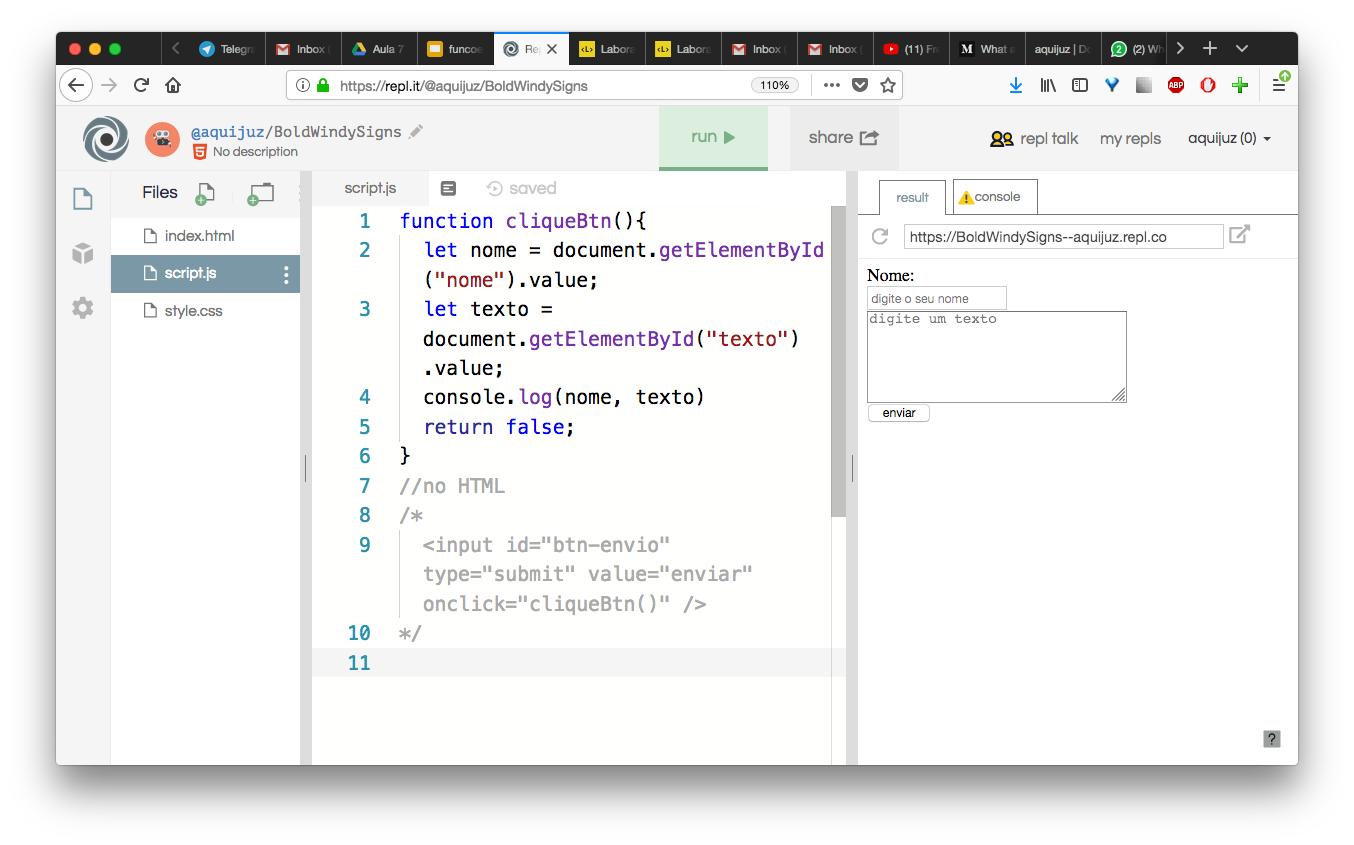 Telegr
Inbox (
Aula 7
funcoe
Re
Labora
Labora
Inbox (
Inbox (
(11) Fr
What a
aquijuz | Do
(2) Wh
https://repl.it/@aquijuz/BoldWindySigns
110%
ABP
@aquijuz/BoldWindySigns
No description
run
share
repl talk
my repls
aquijuz (0)
Files
index.html
script.js
style.css
script.js
saved
1 function cliqueBtn(){
2 let nome = document.getElementById
("nome").value;
3 let texto =
document.getElementById("texto")
.value;
4 console.log(nome, texto)
5 return false;
6 }
7 //no HTML
8 /*
9 <input id="btn-envio"
type="submit" value="enviar"
onclick="cliqueBtn()" />
10 */
11
result
console
https://BoldWindySigns--aquijuz.repl.co
Nome:
digite o seu nome
digite um texto
enviar
?